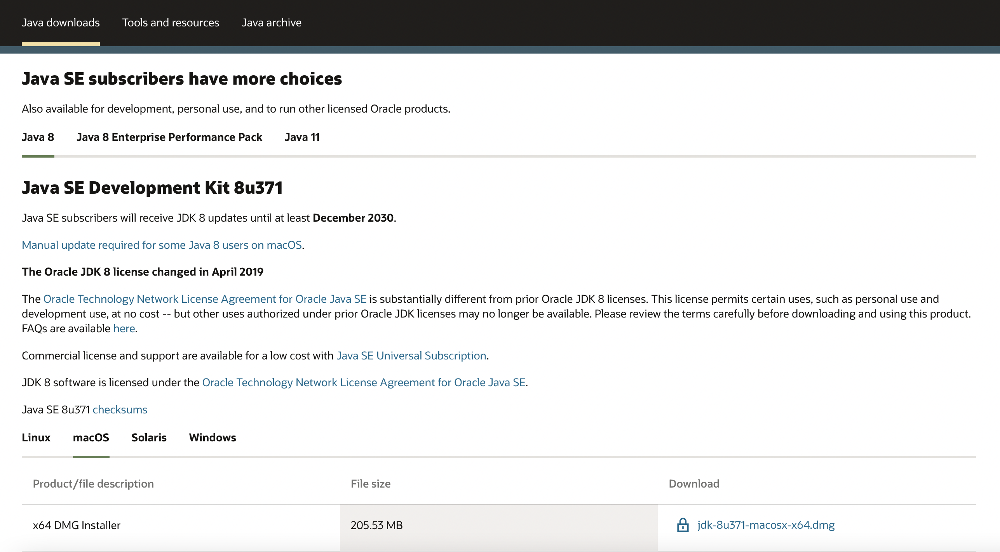 Java downloads Tools and resources Java archive
Java SE subscribers have more choices
Also available for development, personal use, and to run other licensed Oracle products.
Java 8 Java 8 Enterprise Performance Pack Java 11
Java SE Development Kit 8u371
Java SE subscribers will receive JDK 8 updates until at least December 2030.
Manual update required for some Java 8 users on macOS.
The Oracle JDK 8 license changed in April 2019
The Oracle Technology Network License Agreement for Oracle Java SE is substantially different from prior Oracle JDK 8 licenses. This license permits certain uses, such as personal use and
development use, at no cost -- but other uses authorized under prior Oracle JDK licenses may no longer be available. Please review the terms carefully before downloading and using this product.
FAQs are available here.
Commercial license and support are available for a low cost with Java SE Universal Subscription.
JDK 8 software is licensed under the Oracle Technology Network License Agreement for Oracle Java SE.
Java SE 8u371 checksums
Linux macOS Solaris Windows
Product/file description File size Download
x64 DMG Installer 205.53 MB jdk-8u371-macosx-x64.dmg